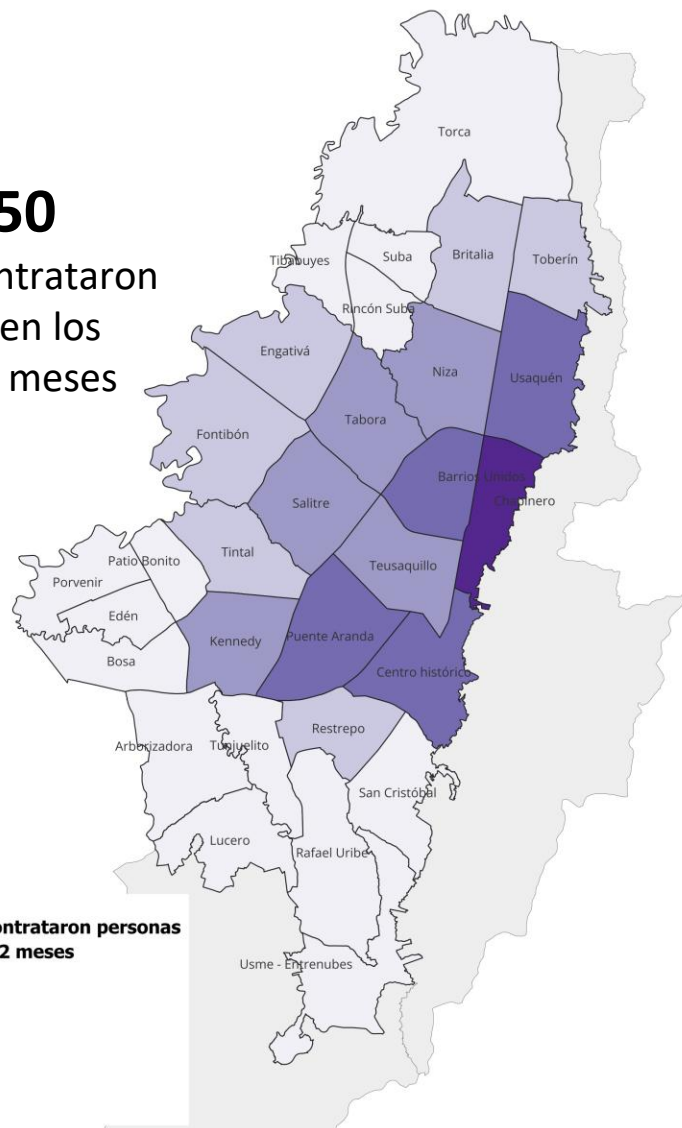 50
ntrataron
en los
meses
Torca
Tibabuyes
Suba
Britalia
Toberín
Rincón Suba
Engativá
Niza
Usaquén
Tabora
Fontibón
Barrios Unidos
Chapinero
Salitre
Patio Bonito
Tintal
Teusaquillo
Porvenir
Edén
Kennedy
Puente Aranda
Bosa
Centro histórico
Restrepo
Arborizadora
Tunjuelito
San Cristóbal
Lucero
Rafael Uribe
ontrataron personas
2 meses
Usme - Entrenubes